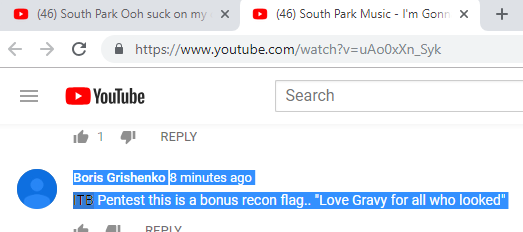 (46) South Park Ooh suck on my
(46) South Park Music - I'm Gonn
https://www.youtube.com/watch?v=uAo0xXn_Syk
YouTube
Search
1 REPLY
Boris Grishenko 8 minutes ago
ITB Pentest this is a bonus recon flag.. "Love Gravy for all who looked"
REPLY